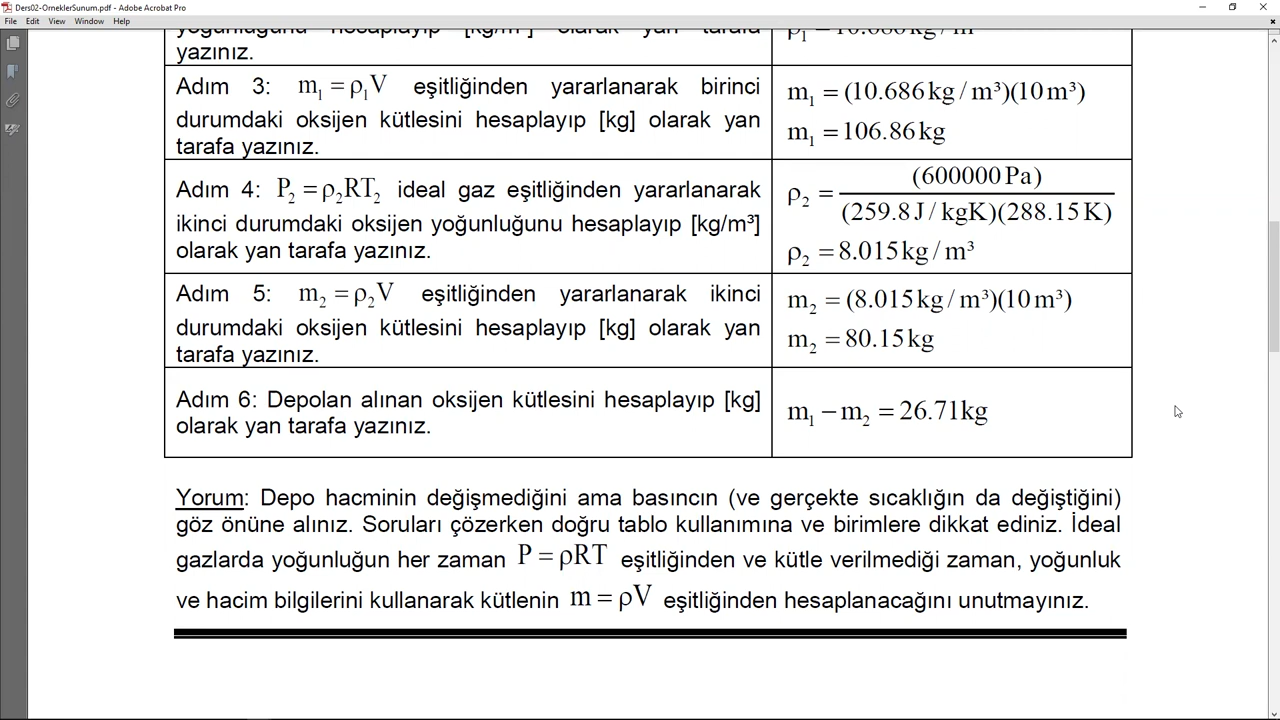 Ders02-OrneklerSunum.pdf - Adobe Acrobat Pro
File Edit View Window Help
yoğunluğunu hesaplayıp [kg/m³] olarak yan tarafa
yazınız.
Adım 3: m₁ = ρ₁V eşitliğinden yararlanarak birinci
durumdaki oksijen kütlesini hesaplayıp [kg] olarak yan
tarafa yazınız.
m₁ = (10.686 kg / m³)(10 m³)
m₁ = 106.86 kg
Adım 4: P₂ = ρ₂RT₂ ideal gaz eşitliğinden yararlanarak
ikinci durumdaki oksijen yoğunluğunu hesaplayıp [kg/m³]
olarak yan tarafa yazınız.
ρ₂ = (600000 Pa) / (259.8 J / kgK)(288.15 K)
ρ₂ = 8.015 kg / m³
Adım 5: m₂ = ρ₂V eşitliğinden yararlanarak ikinci
durumdaki oksijen kütlesini hesaplayıp [kg] olarak yan
tarafa yazınız.
m₂ = (8.015 kg / m³)(10 m³)
m₂ = 80.15 kg
Adım 6: Depolan alınan oksijen kütlesini hesaplayıp [kg]
olarak yan tarafa yazınız.
m₁ − m₂ = 26.71 kg
Yorum: Depo hacminin değişmediğini ama basıncın (ve gerçekte sıcaklığın da değiştiğini)
göz önüne alınız. Soruları çözerken doğru tablo kullanımına ve birimlere dikkat ediniz. İdeal
gazlarda yoğunluğun her zaman P = ρRT eşitliğinden ve kütle verilmediği zaman, yoğunluk
ve hacim bilgilerini kullanarak kütlenin m = ρV eşitliğinden hesaplanacağını unutmayınız.